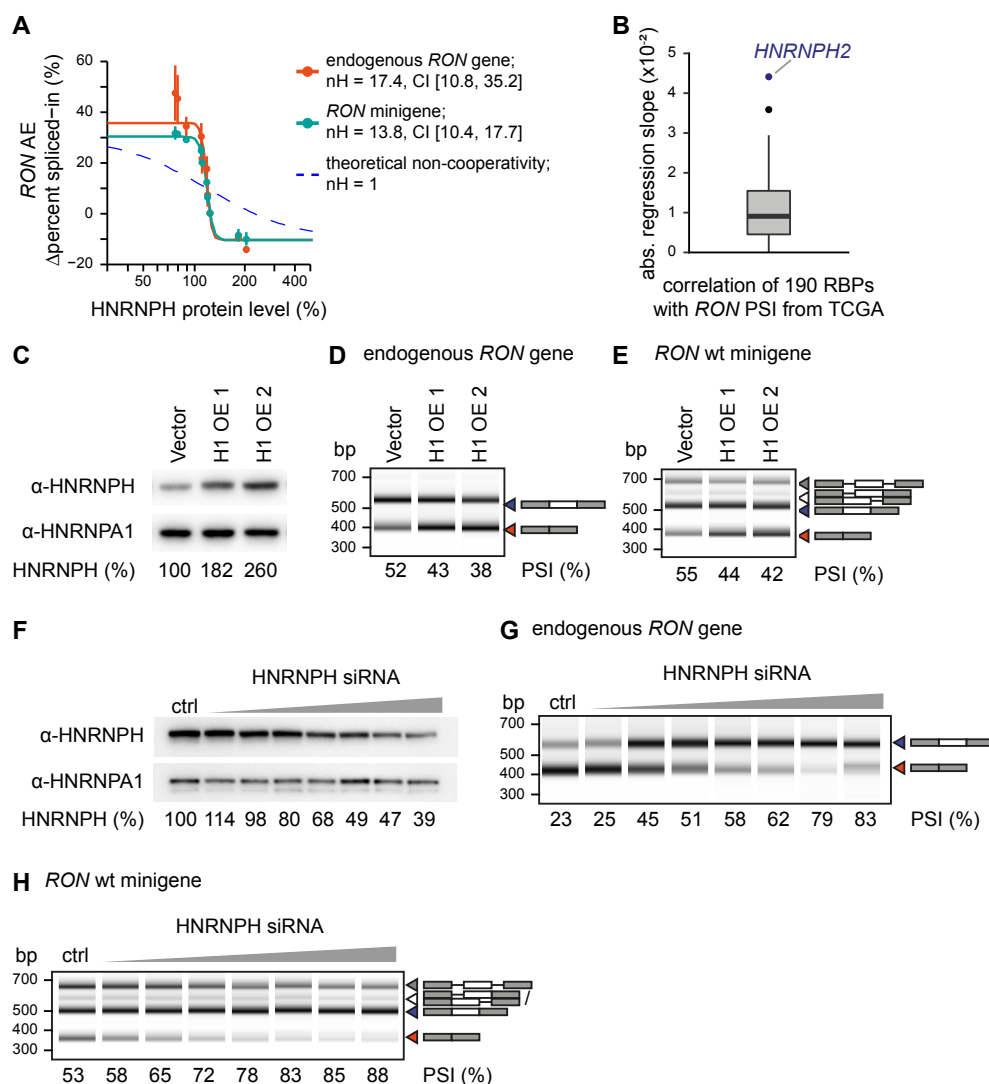 A
RON AE
Δpercent spliced−in (%)
60
40
20
0
−20
50
100
200
400
HNRNPH protein level (%)
endogenous RON gene;
nH = 17.4, CI [10.8, 35.2]
RON minigene;
nH = 13.8, CI [10.4, 17.7]
theoretical non-cooperativity;
nH = 1
B
abs. regression slope (x10⁻²)
5
4
3
2
1
0
HNRNPH2
correlation of 190 RBPs
with RON PSI from TCGA
C
Vector
H1 OE 1
H1 OE 2
α-HNRNPH
α-HNRNPA1
HNRNPH (%) 100 182 260
D endogenous RON gene
Vector
H1 OE 1
H1 OE 2
bp
700
500
400
300
52 43 38 PSI (%)
E RON wt minigene
Vector
H1 OE 1
H1 OE 2
bp
700
500
400
300
55 44 42 PSI (%)
F
HNRNPH siRNA
ctrl
α-HNRNPH
α-HNRNPA1
HNRNPH (%) 100 114 98 80 68 49 47 39
G endogenous RON gene
HNRNPH siRNA
bp ctrl
700
500
400
300
23 25 45 51 58 62 79 83 PSI (%)
H RON wt minigene
HNRNPH siRNA
bp ctrl
700
500
400
300
/
53 58 65 72 78 83 85 88 PSI (%)